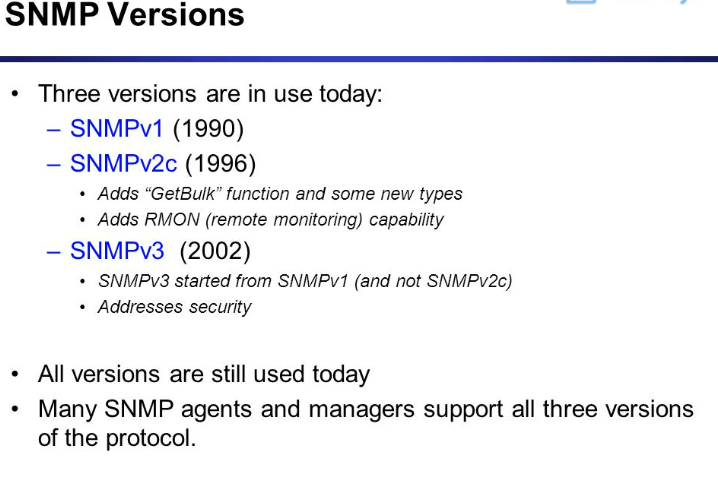 SNMP Versions
• Three versions are in use today:
– SNMPv1 (1990)
– SNMPv2c (1996)
• Adds “GetBulk” function and some new types
• Adds RMON (remote monitoring) capability
– SNMPv3 (2002)
• SNMPv3 started from SNMPv1 (and not SNMPv2c)
• Addresses security
• All versions are still used today
• Many SNMP agents and managers support all three versions
of the protocol.